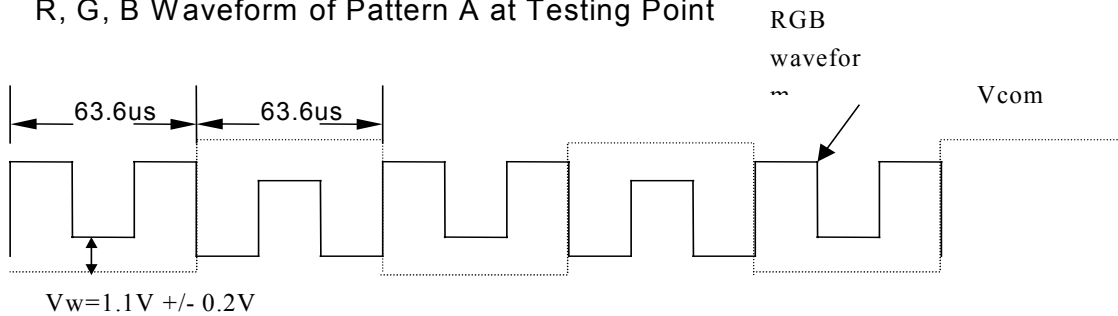 R, G, B Waveform of Pattern A at Testing Point
RGB
wavefor
m
Vcom
63.6us
63.6us
Vw=1.1V +/- 0.2V